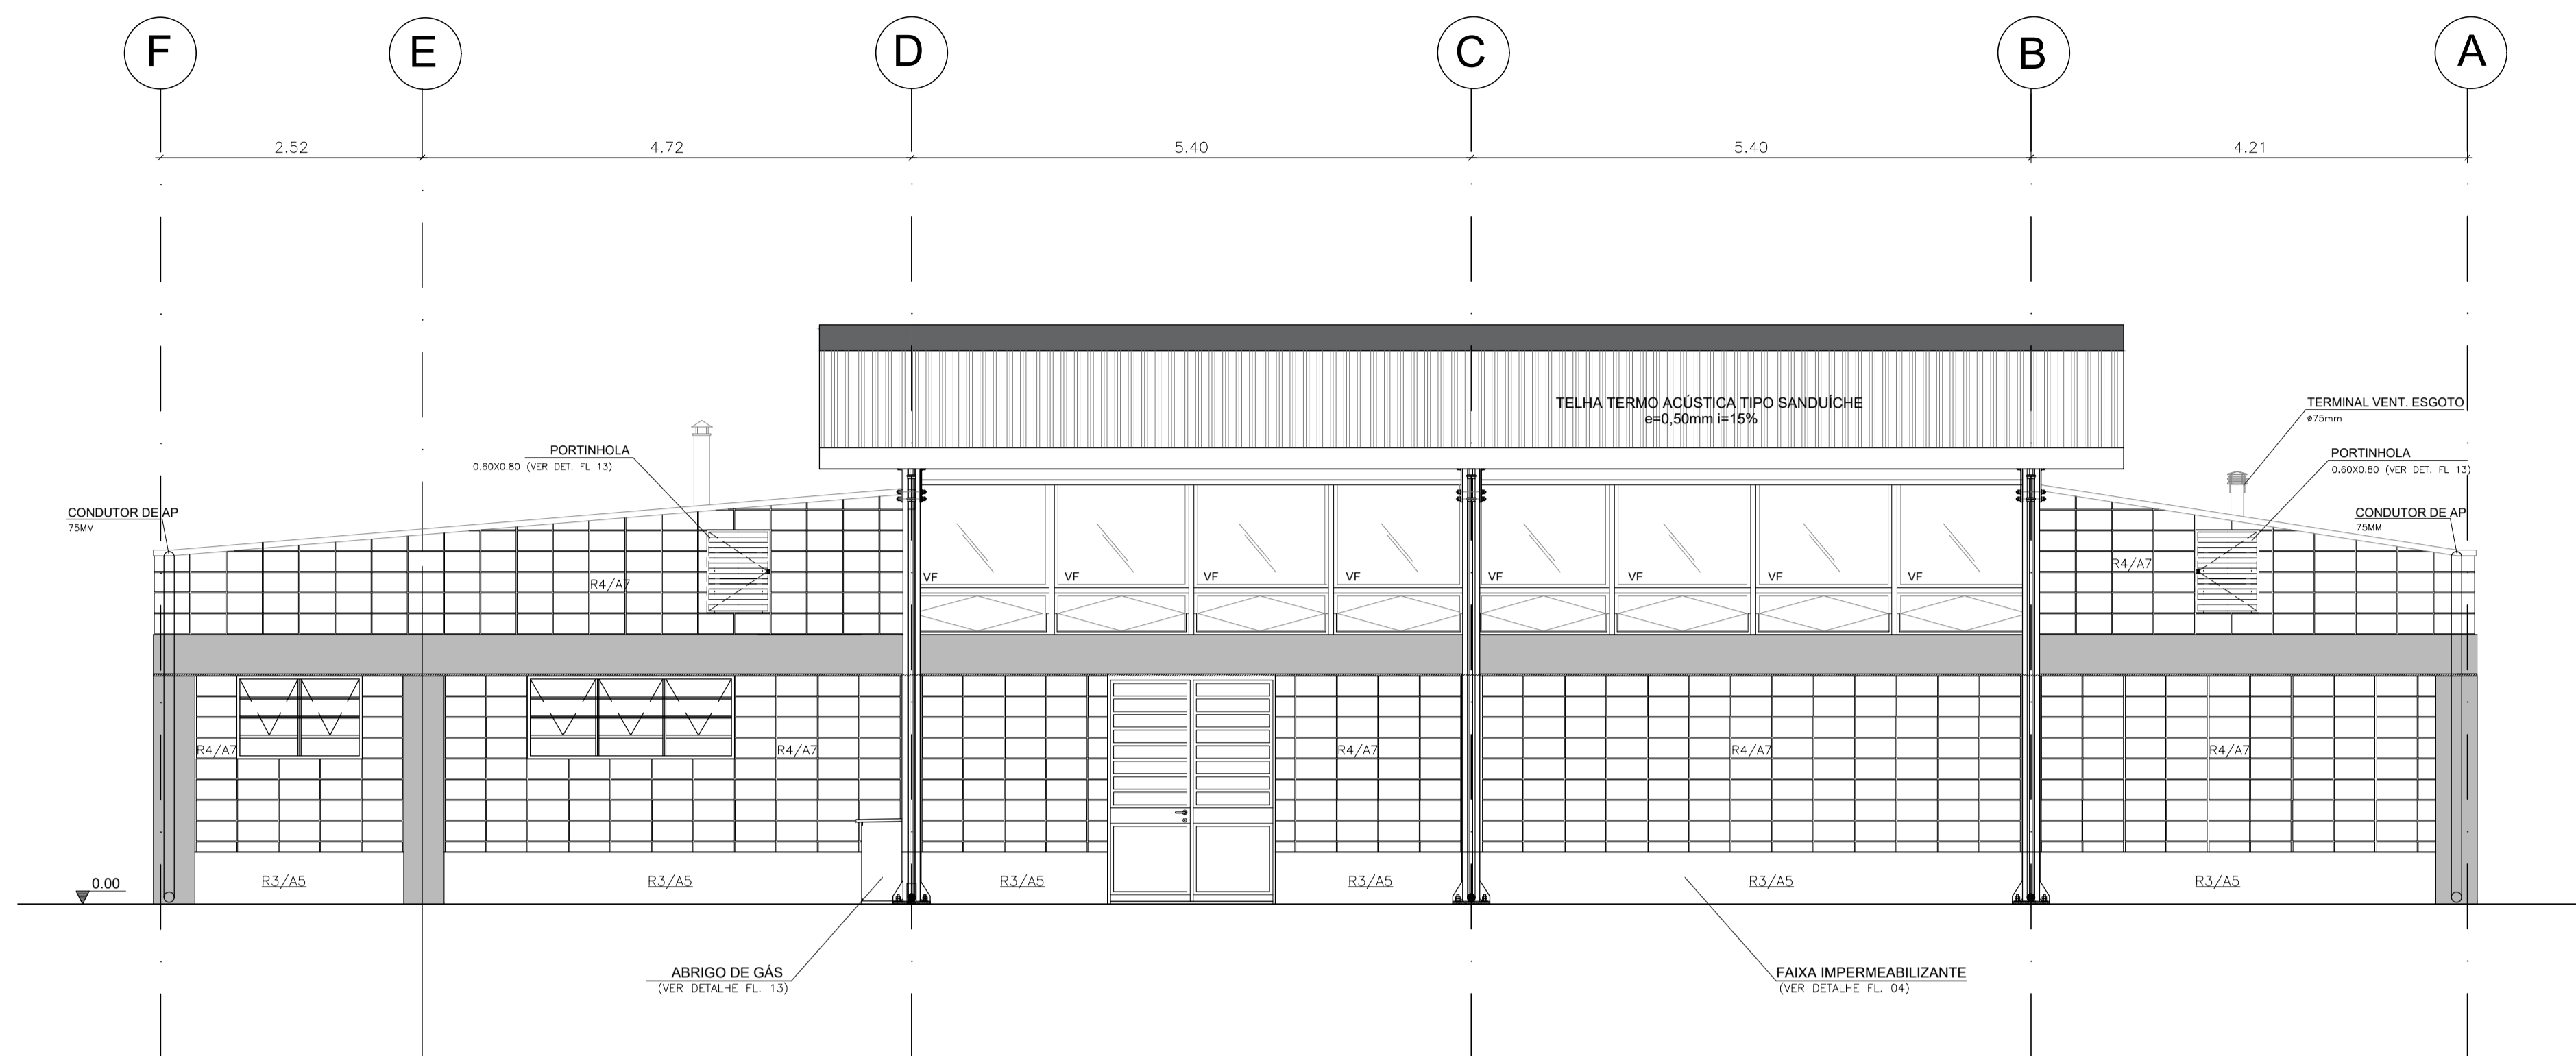 F
E
D
C
B
A
2.52
4.72
5.40
5.40
4.21
TELHA TERMO ACÚSTICA TIPO SANDUÍCHE
e=0,50mm i=15%
TERMINAL VENT. ESGOTO
ø75mm
PORTINHOLA
0.60X0.80 (VER DET. FL 13)
PORTINHOLA
0.60X0.80 (VER DET. FL 13)
CONDUTOR DE AP
75MM
CONDUTOR DE AP
75MM
R4/A7
R4/A7
VF
VF
VF
VF
VF
VF
VF
VF
R4/A7
R4/A7
R4/A7
R4/A7
R4/A7
0.00
R3/A5
R3/A5
R3/A5
R3/A5
R3/A5
R3/A5
ABRIGO DE GÁS
(VER DETALHE FL. 13)
FAIXA IMPERMEABILIZANTE
(VER DETALHE FL. 04)